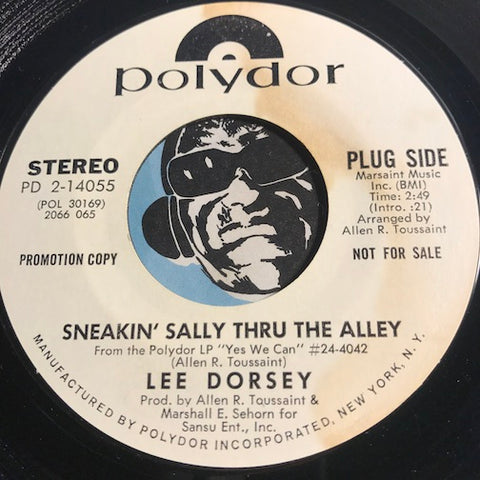 polydor
STEREO
PD 2-14055
(POL 30169)
2066 065
PROMOTION COPY
PLUG SIDE
Marsaint Music
Inc. (BMI)
Time: 2:49
(Intro. :21)
Arranged by
Allen R. Toussaint
NOT FOR SALE
SNEAKIN' SALLY THRU THE ALLEY
From the Polydor LP "Yes We Can" #24-4042
(Allen R. Toussaint)
LEE DORSEY
Prod. by Allen R. Toussaint &
Marshall E. Sehorn for
Sansu Ent., Inc.
MANUFACTURED BY POLYDOR INCORPORATED, NEW YORK, N.Y.